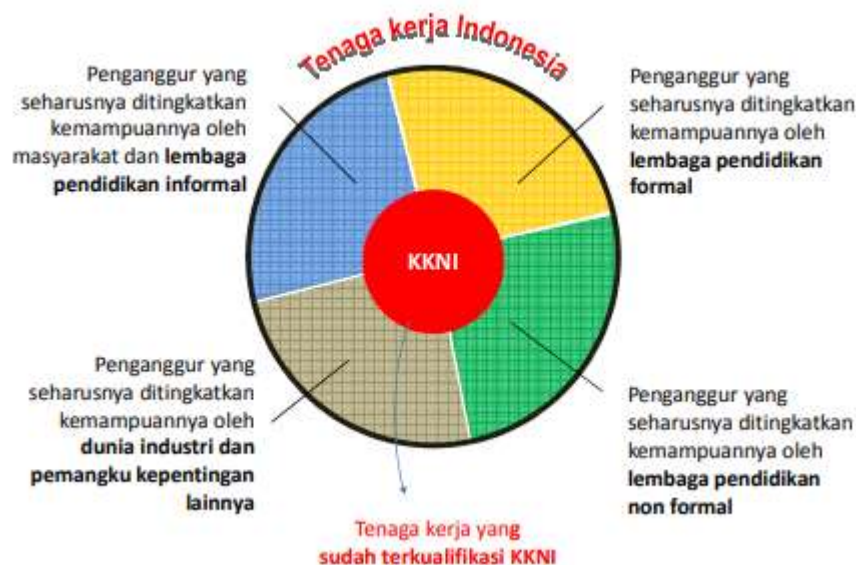 Tenaga kerja Indonesia
Penganggur yang
seharusnya ditingkatkan
kemampuannya oleh
masyarakat dan lembaga
pendidikan informal
Penganggur yang
seharusnya ditingkatkan
kemampuannya oleh
lembaga pendidikan
formal
KKNI
Penganggur yang
seharusnya ditingkatkan
kemampuannya oleh
dunia industri dan
pemangku kepentingan
lainnya
Penganggur yang
seharusnya ditingkatkan
kemampuannya oleh
lembaga pendidikan
non formal
Tenaga kerja yang
sudah terkualifikasi KKNI